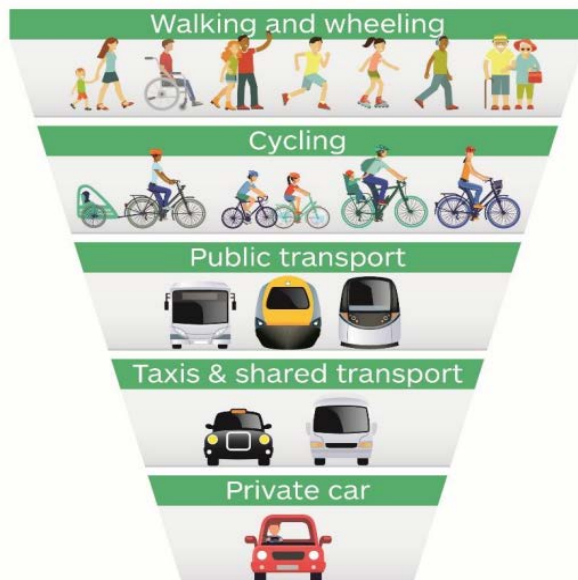 Walking and wheeling
Cycling
Public transport
Taxis & shared transport
Private car